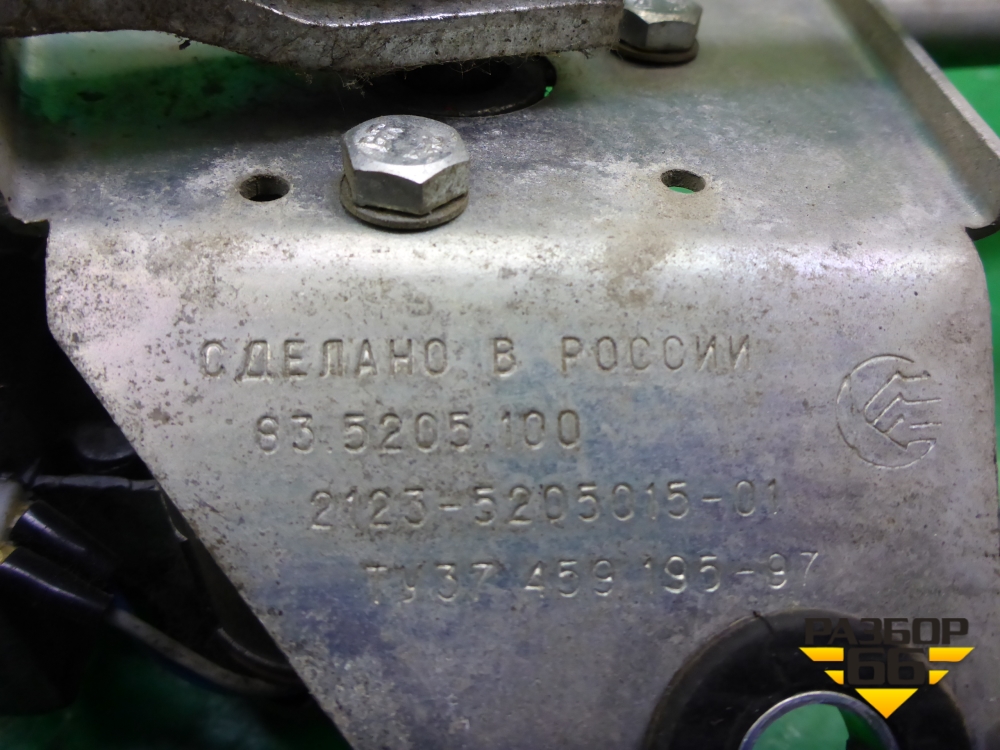 СДЕЛАНО В РОССИИ
93.5205.100
2123-5205015-01
ТУ37 459 195-97
РАЗБОР
66